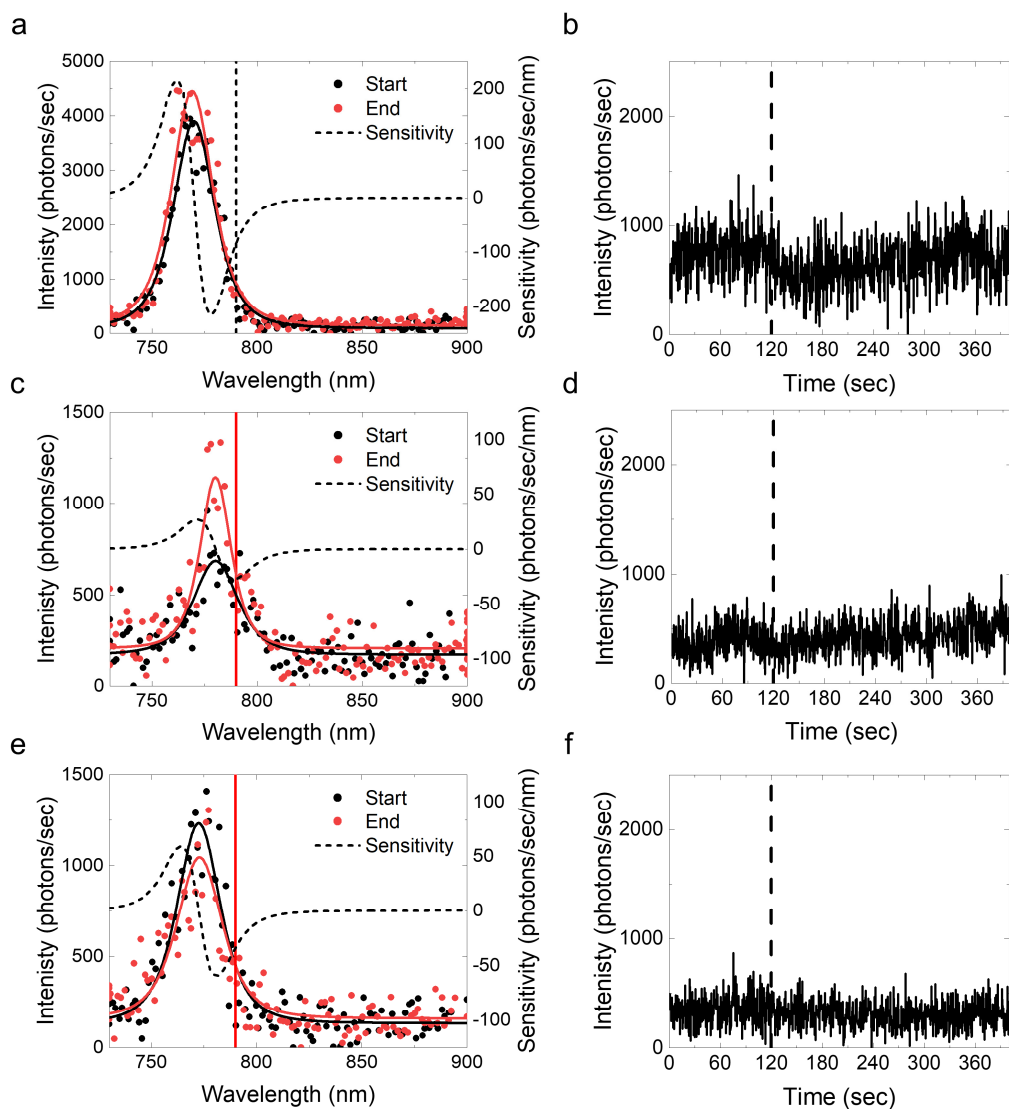 a
5000
4000
3000
2000
1000
0
Intenisty (photons/sec)
750
800
850
900
Wavelength (nm)
Start
End
Sensitivity
200
100
0
-100
-200
Sensitivity (photons/sec/nm)
b
2000
1000
0
Intenisty (photons/sec)
0 60 120 180 240 300 360
Time (sec)
c
1500
1000
500
0
Intenisty (photons/sec)
750
800
850
900
Wavelength (nm)
Start
End
Sensitivity
100
50
0
-50
-100
Sensitivity (photons/sec/nm)
d
2000
1000
0
Intenisty (photons/sec)
0 60 120 180 240 300 360
Time (sec)
e
1500
1000
500
0
Intenisty (photons/sec)
750
800
850
900
Wavelength (nm)
Start
End
Sensitivity
100
50
0
-50
-100
Sensitivity (photons/sec/nm)
f
2000
1000
0
Intenisty (photons/sec)
0 60 120 180 240 300 360
Time (sec)